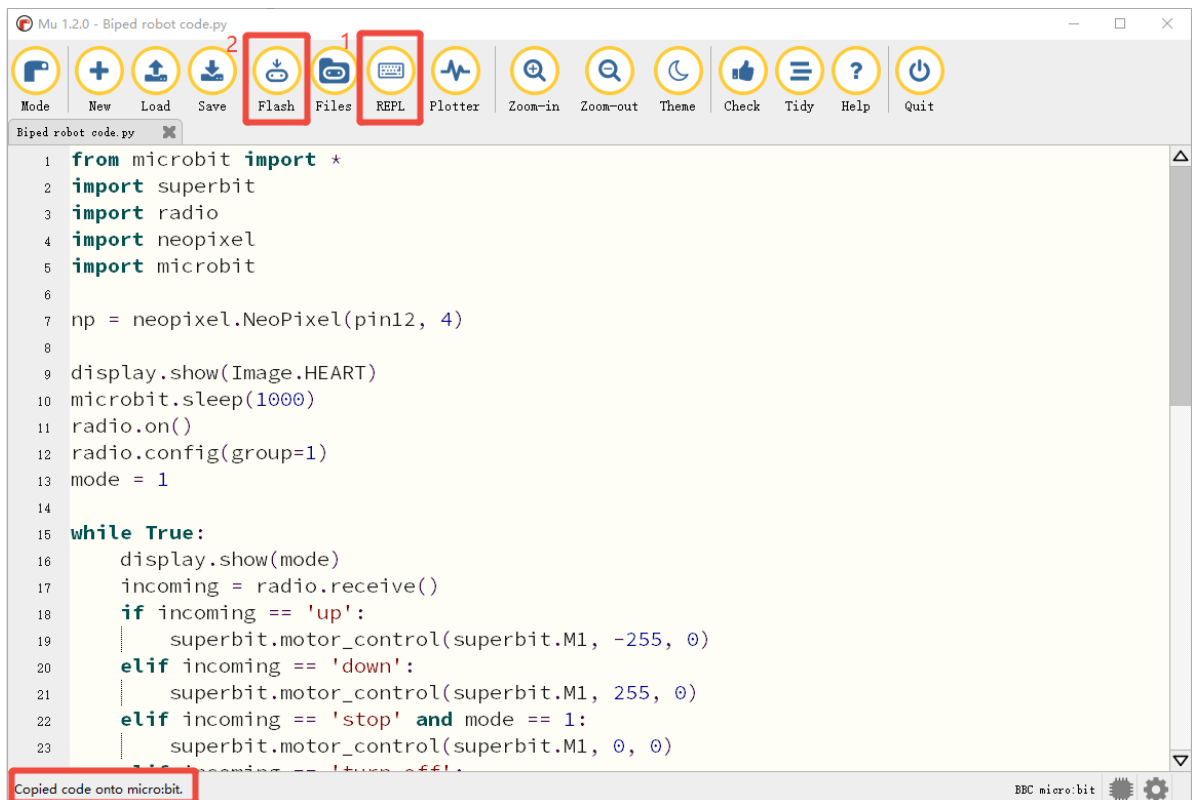 Mu 1.2.0 - Biped robot code.py
2 1
Mode New Load Save Flash Files REPL Plotter Zoom-in Zoom-out Theme Check Tidy Help Quit
Biped robot code.py
1 from microbit import *
2 import superbit
3 import radio
4 import neopixel
5 import microbit
6
7 np = neopixel.NeoPixel(pin12, 4)
8
9 display.show(Image.HEART)
10 microbit.sleep(1000)
11 radio.on()
12 radio.config(group=1)
13 mode = 1
14
15 while True:
16     display.show(mode)
17     incoming = radio.receive()
18     if incoming == 'up':
19         superbit.motor_control(superbit.M1, -255, 0)
20     elif incoming == 'down':
21         superbit.motor_control(superbit.M1, 255, 0)
22     elif incoming == 'stop' and mode == 1:
23         superbit.motor_control(superbit.M1, 0, 0)
elif incoming == 'turn off':
Copied code onto micro:bit. BBC micro:bit